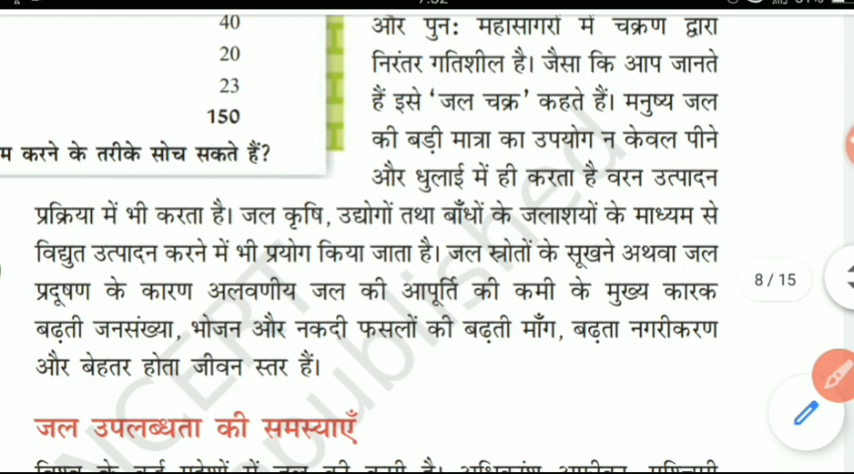 40
20
23
150
म करने के तरीके सोच सकते हैं?
और पुन: महासागरों में चक्रण द्वारा
निरंतर गतिशील है। जैसा कि आप जानते
हैं इसे ‘जल चक्र’ कहते हैं। मनुष्य जल
की बड़ी मात्रा का उपयोग न केवल पीने
और धुलाई में ही करता है वरन उत्पादन
प्रक्रिया में भी करता है। जल कृषि, उद्योगों तथा बाँधों के जलाशयों के माध्यम से
विद्युत उत्पादन करने में भी प्रयोग किया जाता है। जल स्रोतों के सूखने अथवा जल
प्रदूषण के कारण अलवणीय जल की आपूर्ति की कमी के मुख्य कारक
बढ़ती जनसंख्या, भोजन और नकदी फसलों की बढ़ती माँग, बढ़ता नगरीकरण
और बेहतर होता जीवन स्तर हैं।
8 / 15
जल उपलब्धता की समस्याएँ